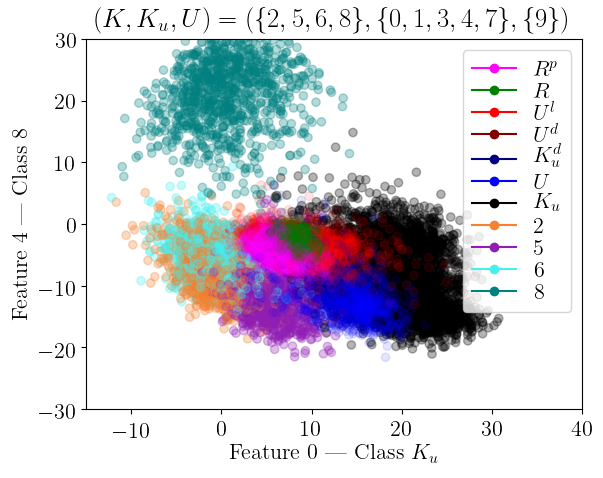 (K, K_u, U) = ({2, 5, 6, 8}, {0, 1, 3, 4, 7}, {9})
30
20
10
0
−10
−20
−30
Feature 4 — Class 8
R^p
R
U^l
U^d
K_u^d
U
K_u
2
5
6
8
−10
0
10
20
30
40
Feature 0 — Class K_u